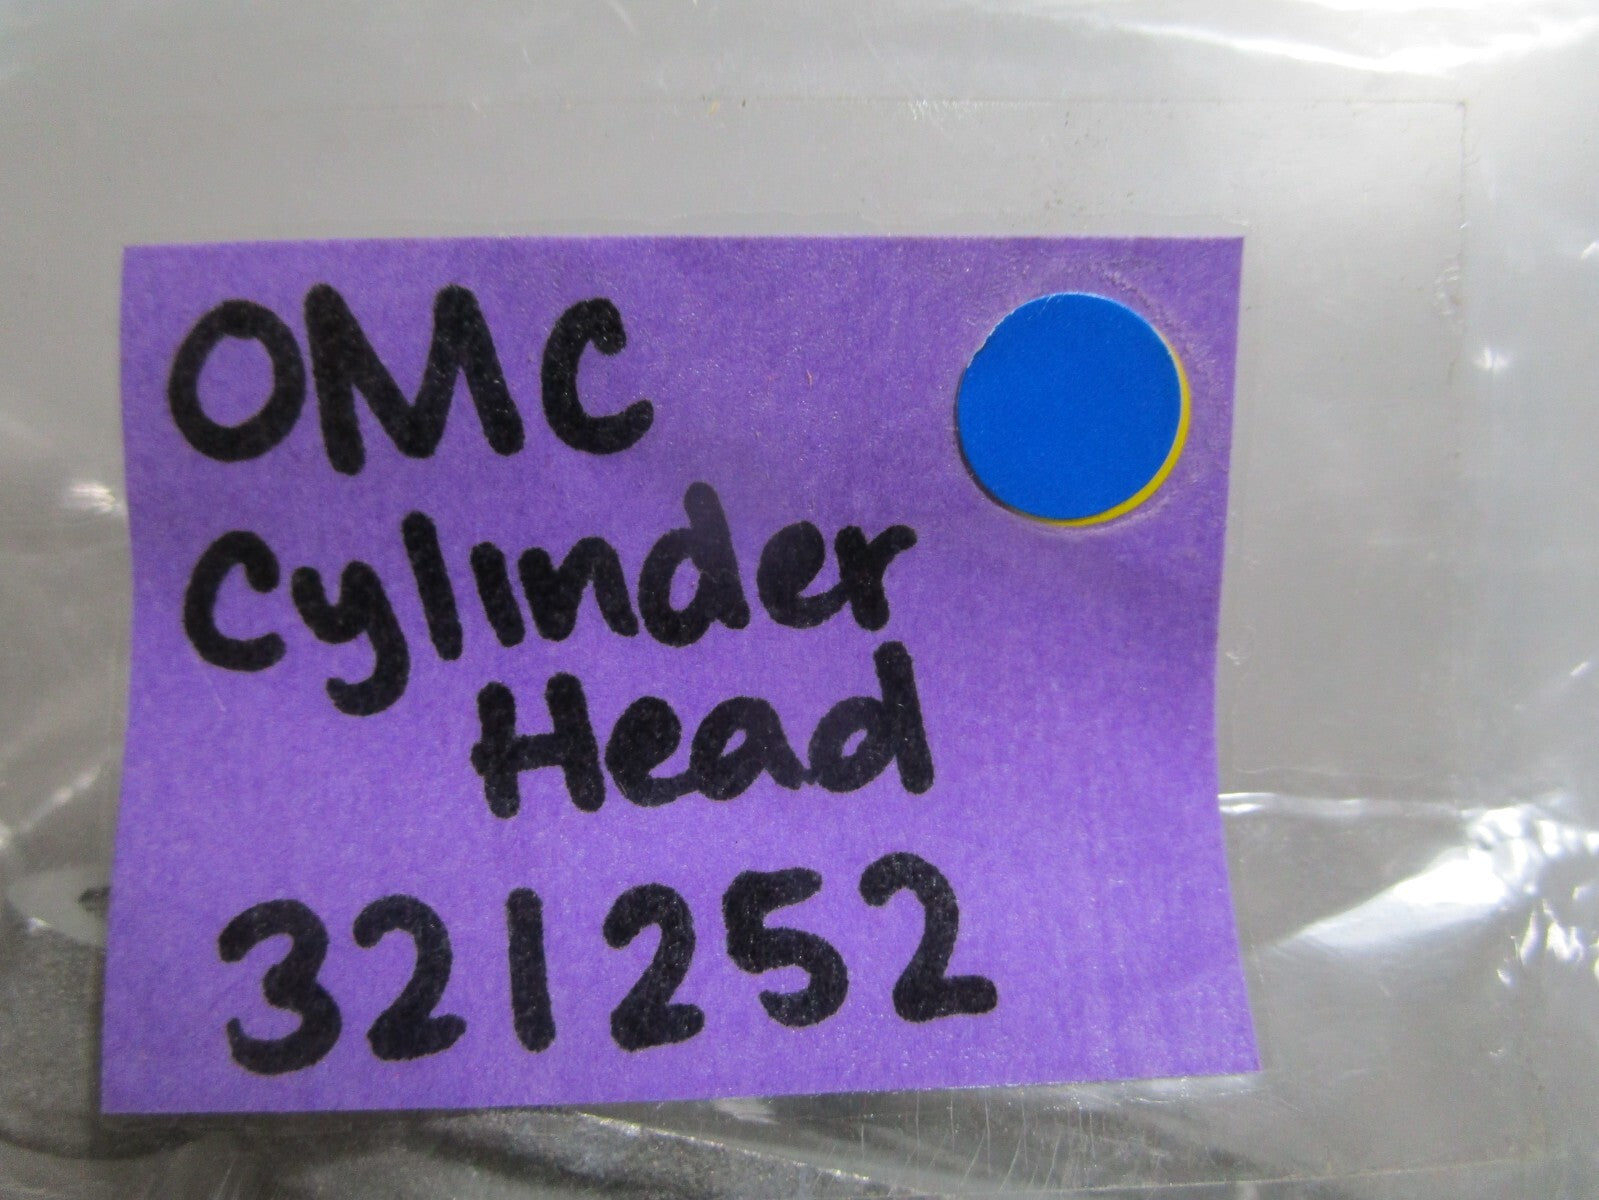 OMC
Cylinder
Head
321252